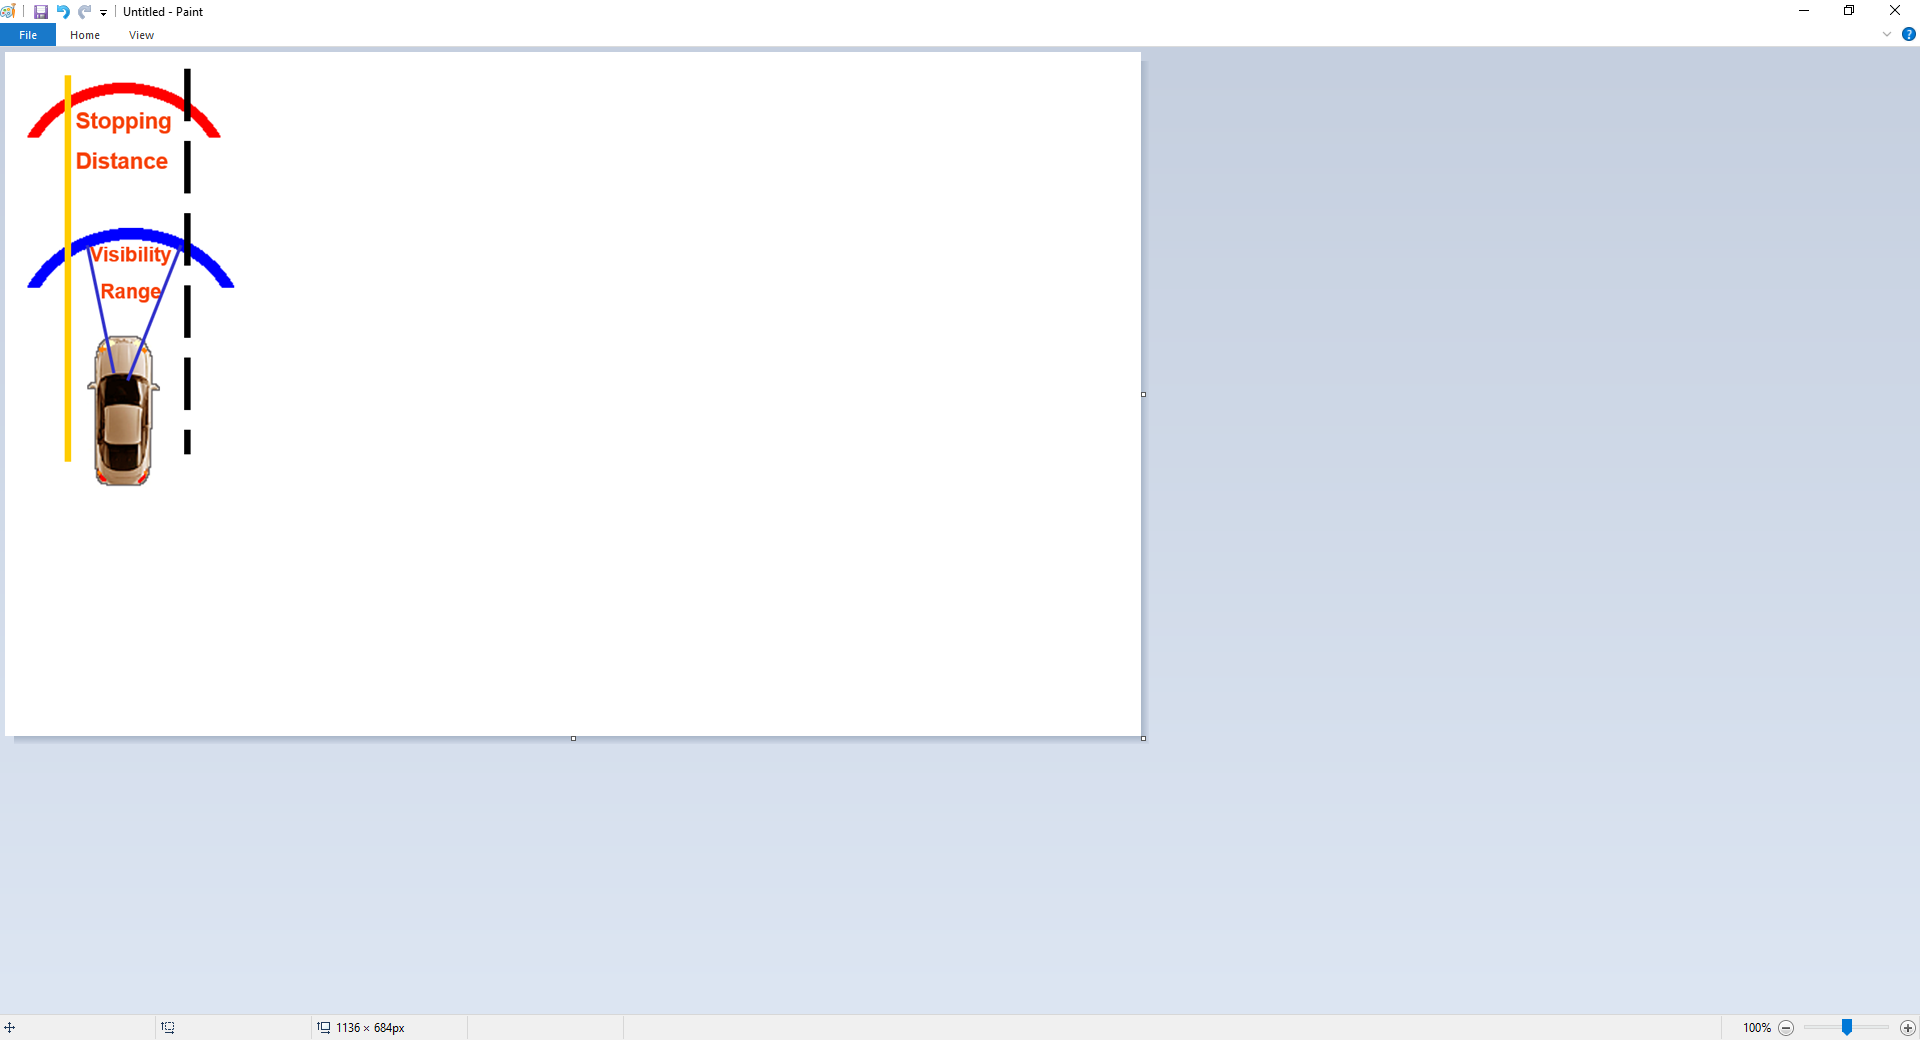 Untitled - Paint
File Home View
Stopping
Distance
Visibility
Range
1136 × 684px
100%